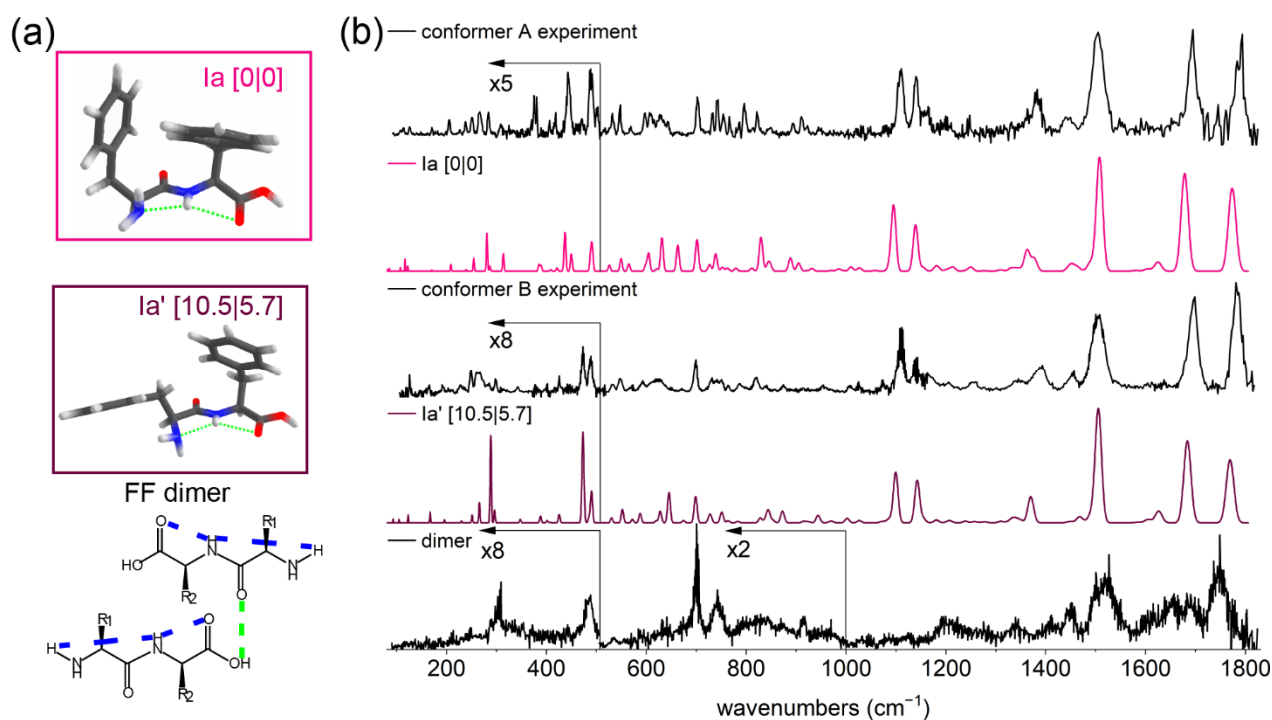 (a)
Ia [0|0]
Ia' [10.5|5.7]
FF dimer
O
R1
H
N
HO
N
H
R2
O
H
R1
O
N
OH
H
N
H
O
R2
(b)
conformer A experiment
x5
Ia [0|0]
conformer B experiment
x8
Ia' [10.5|5.7]
dimer
x8
x2
200 400 600 800 1000 1200 1400 1600 1800
wavenumbers (cm⁻¹)